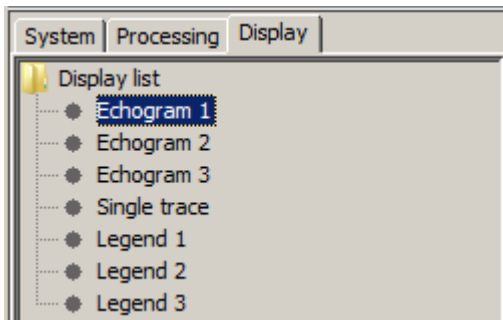 System Processing Display
Display list
Echogram 1
Echogram 2
Echogram 3
Single trace
Legend 1
Legend 2
Legend 3